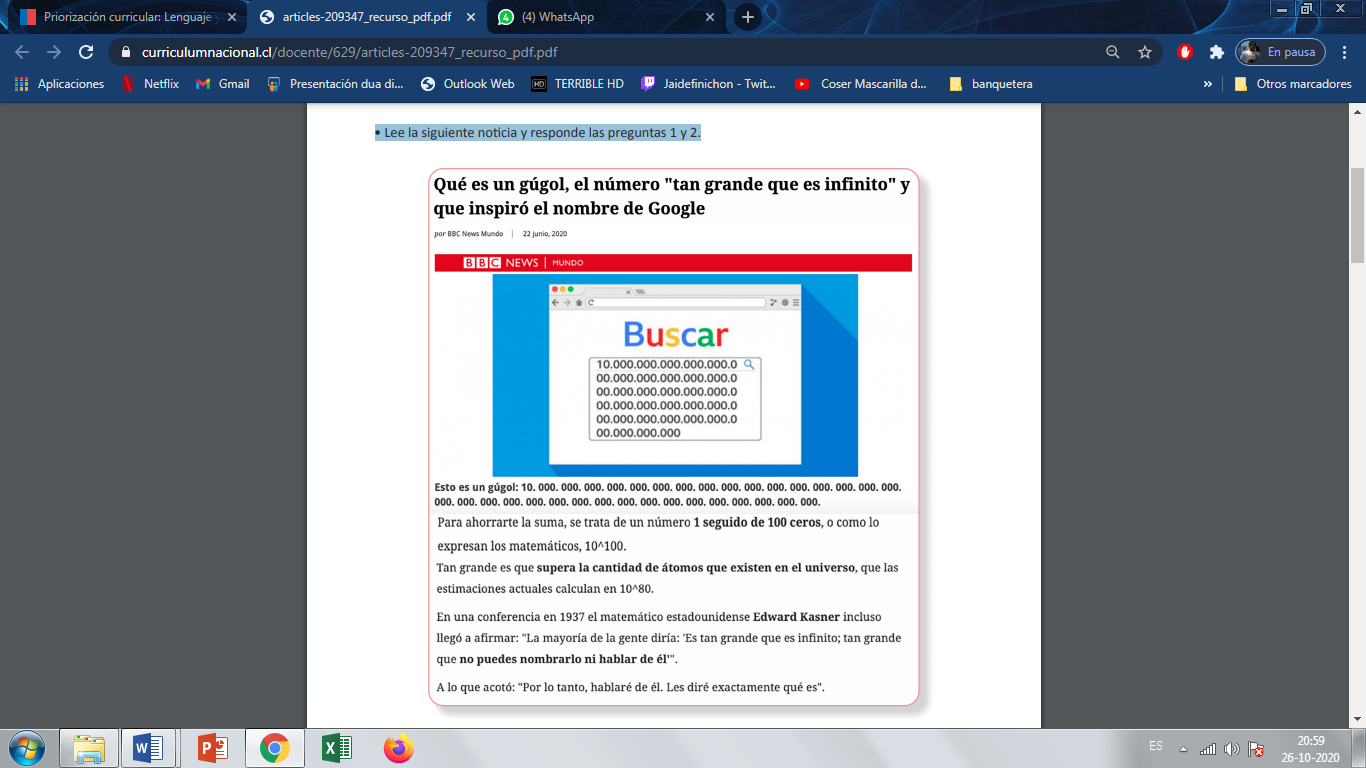 Priorización curricular: Lenguaje
articles-209347_recurso_pdf.pdf
(4) WhatsApp
curriculumnacional.cl/docente/629/articles-209347_recurso_pdf.pdf
En pausa
Aplicaciones
Netflix
Gmail
Presentación dua di...
Outlook Web
HD
TERRIBLE HD
Jaidefinichon - Twit...
Coser Mascarilla d...
banquetera
»
Otros marcadores
• Lee la siguiente noticia y responde las preguntas 1 y 2.
Qué es un gúgol, el número "tan grande que es infinito" y
que inspiró el nombre de Google
por BBC News Mundo | 22 junio, 2020
BBC NEWS | MUNDO
Buscar
10.000.000.000.000.000.0
00.000.000.000.000.000.0
00.000.000.000.000.000.0
00.000.000.000.000.000.0
00.000.000.000.000.000.0
00.000.000.000
Esto es un gúgol: 10. 000. 000. 000. 000. 000. 000. 000. 000. 000. 000. 000. 000. 000. 000. 000. 000.
000. 000. 000. 000. 000. 000. 000. 000. 000. 000. 000. 000. 000. 000. 000. 000. 000.
Para ahorrarte la suma, se trata de un número 1 seguido de 100 ceros, o como lo
expresan los matemáticos, 10^100.
Tan grande es que supera la cantidad de átomos que existen en el universo, que las
estimaciones actuales calculan en 10^80.
En una conferencia en 1937 el matemático estadounidense Edward Kasner incluso
llegó a afirmar: "La mayoría de la gente diría: 'Es tan grande que es infinito; tan grande
que no puedes nombrarlo ni hablar de él'".
A lo que acotó: "Por lo tanto, hablaré de él. Les diré exactamente qué es".
ES
20:59
26-10-2020